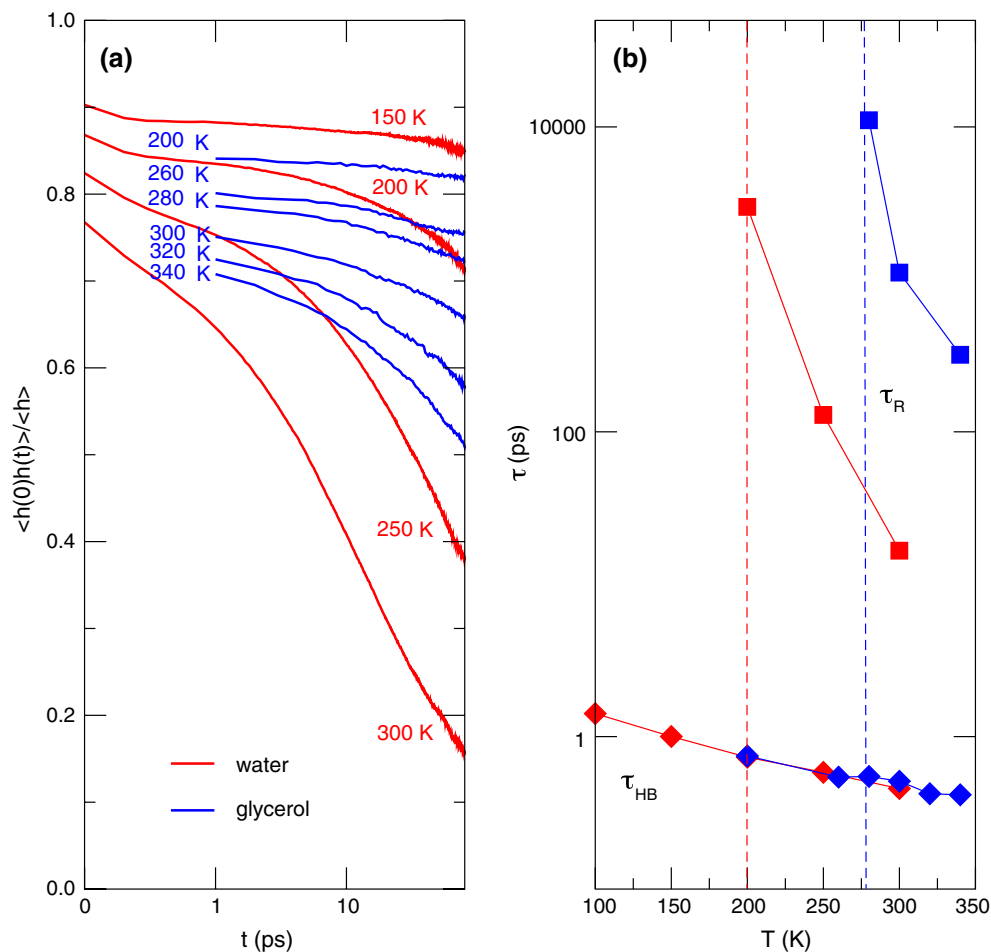 (a)
1.0
0.8
0.6
0.4
0.2
0.0
<h(0)h(t)>/<h>
150 K
200 K
260 K
280 K
300 K
320 K
340 K
200 K
250 K
300 K
water
glycerol
0 1 10
t (ps)
(b)
10000
100
1
τ (ps)
τR
τHB
100 150 200 250 300 350
T (K)